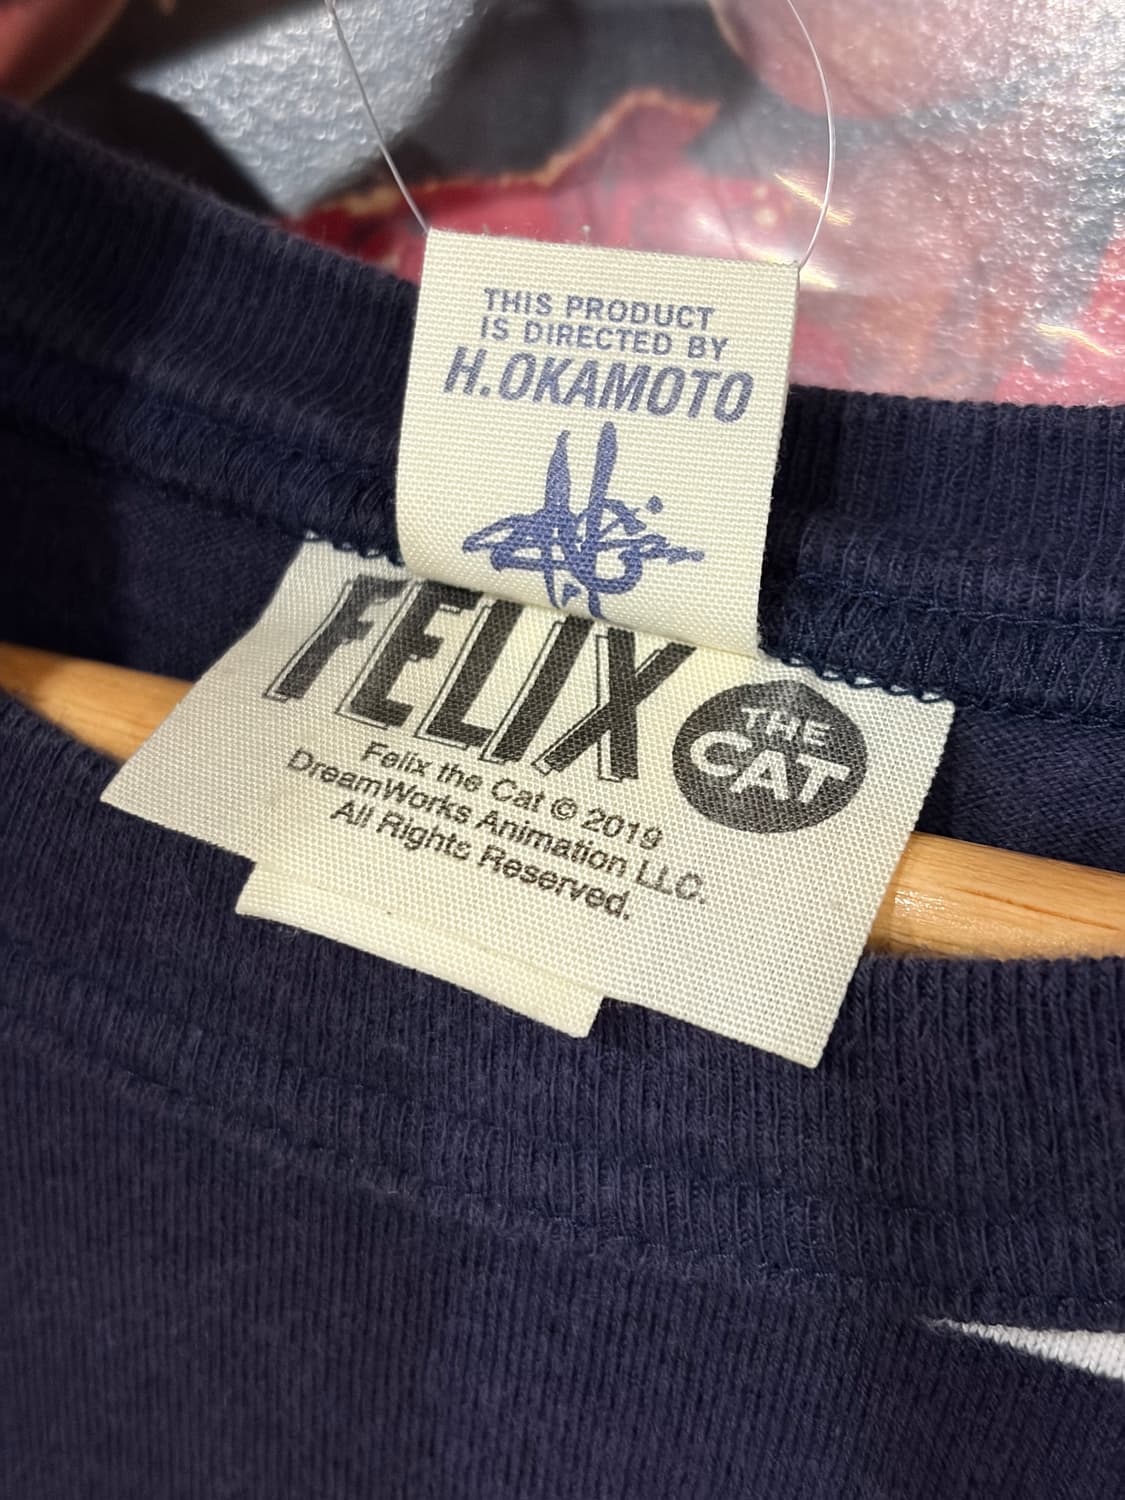 THIS PRODUCT
IS DIRECTED BY
H.OKAMOTO
FELIX
THE
CAT
Felix the Cat © 2019
DreamWorks Animation LLC.
All Rights Reserved.